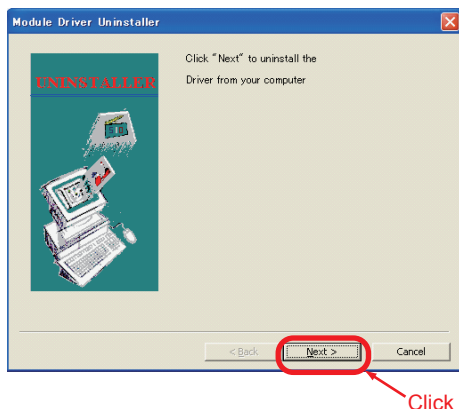 Module Driver Uninstaller
UNINSTALLER
Click "Next" to uninstall the
Driver from your computer
< Back
Next >
Cancel
Click